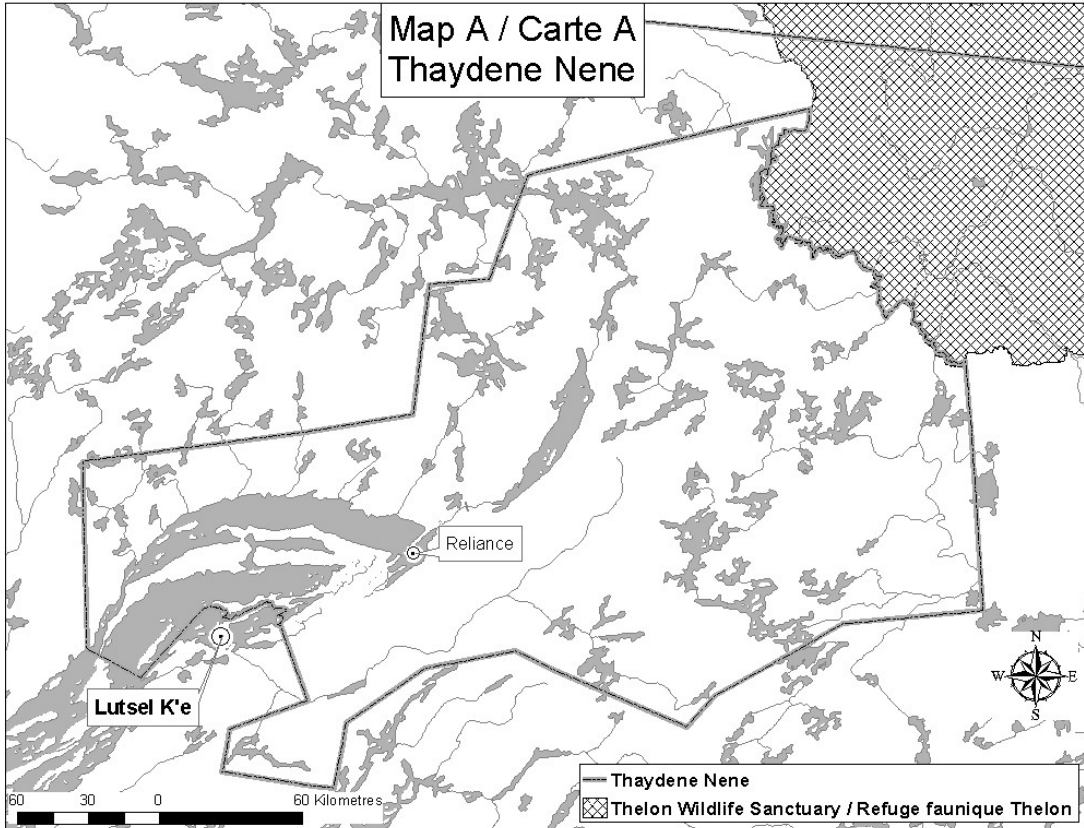 Map A / Carte A
Thaydene Nene
Reliance
Lutsel K'e
N
W E
S
60 30 0 60 Kilometres
Thaydene Nene
Thelon Wildlife Sanctuary / Refuge faunique Thelon